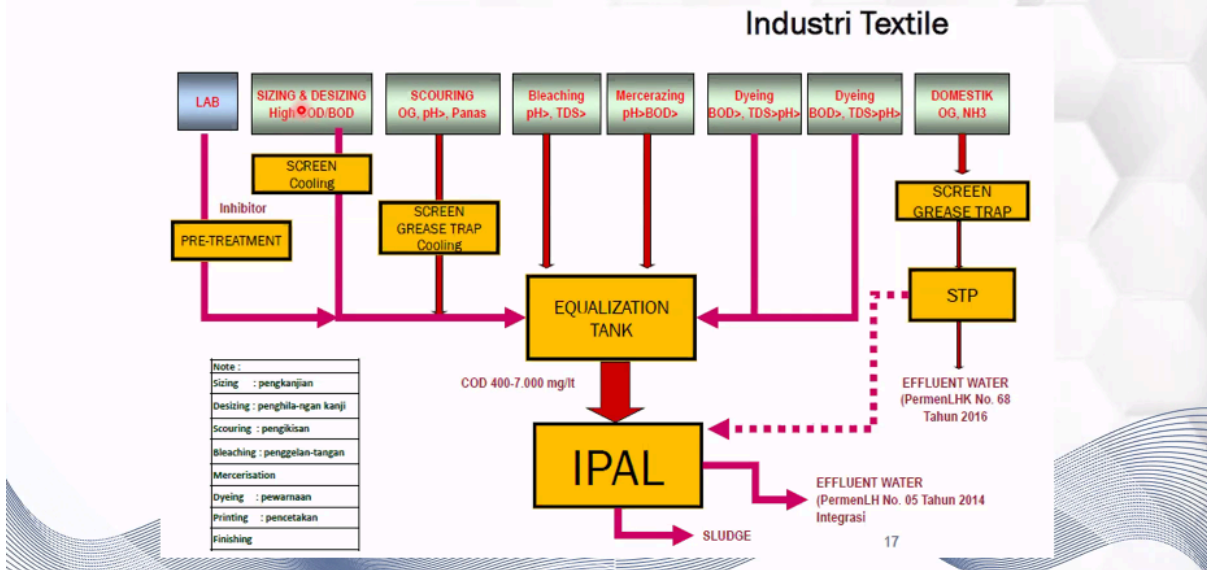 Industri Textile
LAB
SIZING & DESIZING
High COD/BOD
SCOURING
OG, pH>, Panas
Bleaching
pH>, TDS>
Mercerazing
pH>BOD>
Dyeing
BOD>, TDS>pH>
Dyeing
BOD>, TDS>pH>
DOMESTIK
OG, NH3
SCREEN
Cooling
Inhibitor
PRE-TREATMENT
SCREEN
GREASE TRAP
Cooling
SCREEN
GREASE TRAP
EQUALIZATION
TANK
STP
COD 400-7.000 mg/lt
EFFLUENT WATER
(PermenLHK No. 68
Tahun 2016
Note :
Sizing : pengkanjian
Desizing : penghila-ngan kanji
Scouring : pengikisan
Bleaching : penggelan-tangan
Mercerisation
Dyeing : pewarnaan
Printing : pencetakan
Finishing
IPAL
EFFLUENT WATER
(PermenLH No. 05 Tahun 2014
Integrasi
SLUDGE
17